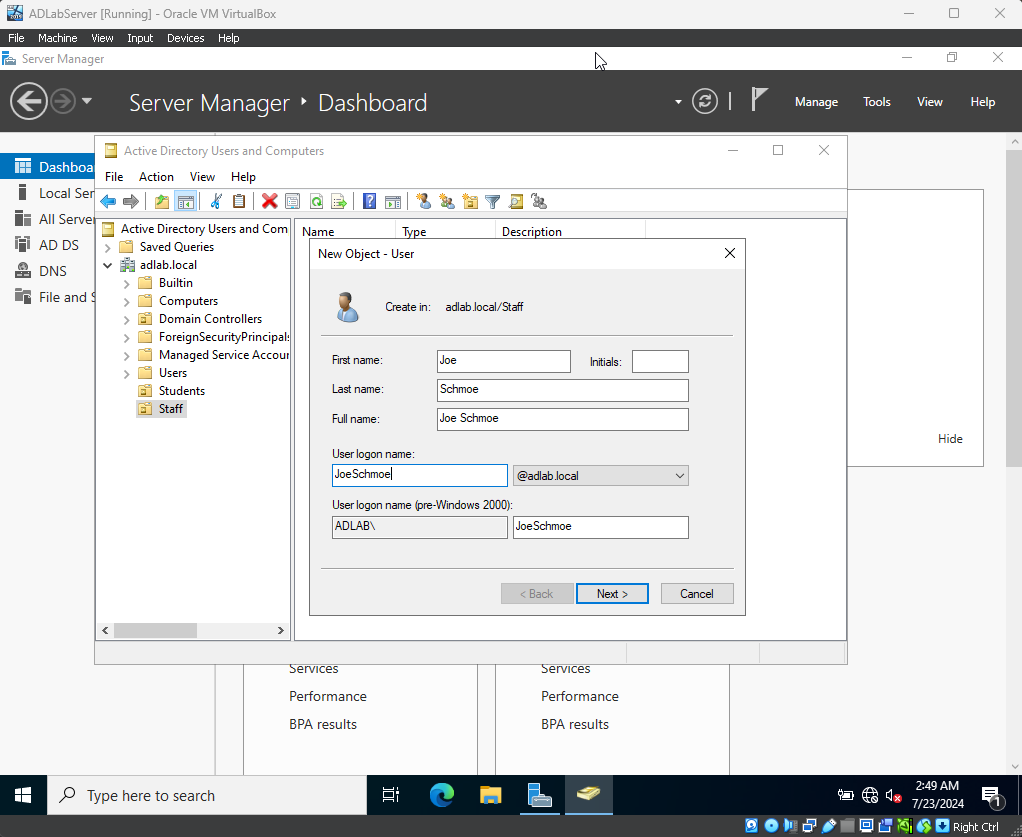 ADLabServer [Running] - Oracle VM VirtualBox
File Machine View Input Devices Help
Server Manager
Server Manager Dashboard
Manage Tools View Help
Active Directory Users and Computers
File Action View Help
Dashboa
Local Ser
All Server
AD DS
DNS
File and S
Active Directory Users and Com
Saved Queries
adlab.local
Builtin
Computers
Domain Controllers
ForeignSecurityPrincipals
Managed Service Accour
Users
Students
Staff
Name Type Description
New Object - User
Create in: adlab.local/Staff
First name: Joe Initials:
Last name: Schmoe
Full name: Joe Schmoe
User logon name:
JoeSchmoe @adlab.local
User logon name (pre-Windows 2000):
ADLAB\ JoeSchmoe
< Back Next > Cancel
Hide
Services Services
Performance Performance
BPA results BPA results
Type here to search
2:49 AM
7/23/2024
1
Right Ctrl